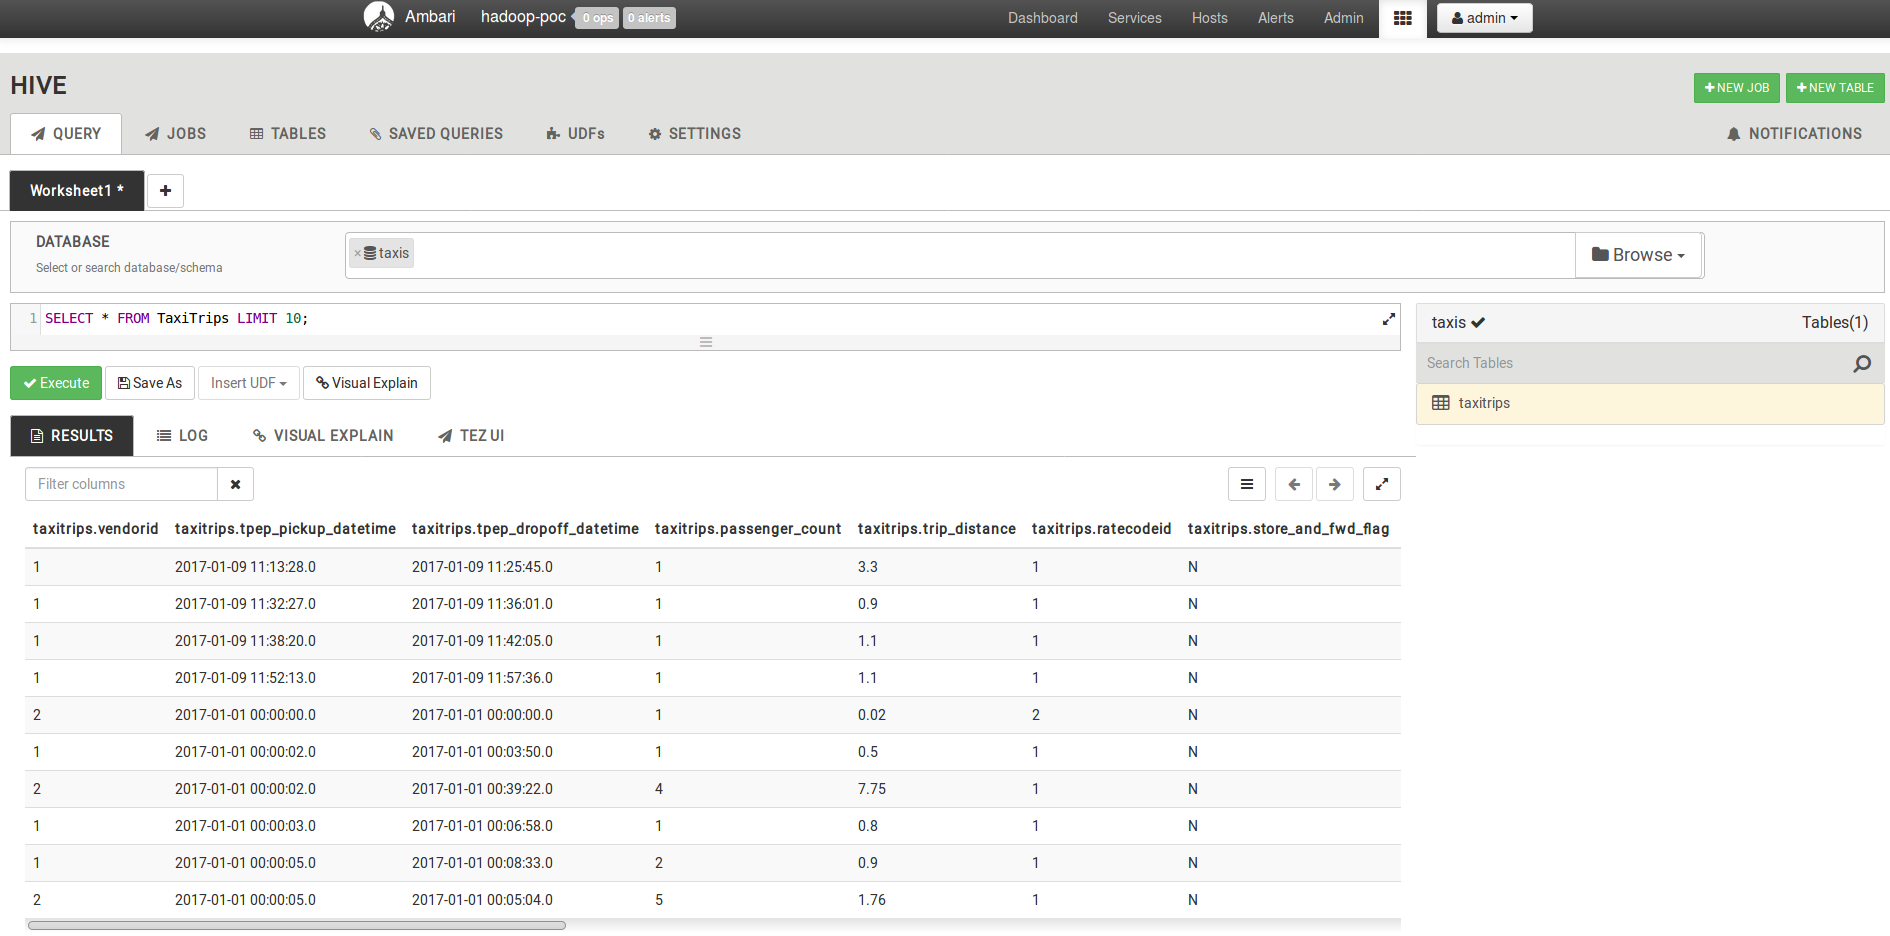 Ambari hadoop-poc 0 ops 0 alerts Dashboard Services Hosts Alerts Admin admin
HIVE
NEW JOB NEW TABLE
QUERY JOBS TABLES SAVED QUERIES UDFs SETTINGS NOTIFICATIONS
Worksheet1 * +
DATABASE
Select or search database/schema
× taxis
Browse
1 SELECT * FROM TaxiTrips LIMIT 10;
Execute Save As Insert UDF Visual Explain
taxis Tables(1)
Search Tables
taxitrips
RESULTS LOG VISUAL EXPLAIN TEZ UI
Filter columns
taxitrips.vendorid taxitrips.tpep_pickup_datetime taxitrips.tpep_dropoff_datetime taxitrips.passenger_count taxitrips.trip_distance taxitrips.ratecodeid taxitrips.store_and_fwd_flag
1 2017-01-09 11:13:28.0 2017-01-09 11:25:45.0 1 3.3 1 N
1 2017-01-09 11:32:27.0 2017-01-09 11:36:01.0 1 0.9 1 N
1 2017-01-09 11:38:20.0 2017-01-09 11:42:05.0 1 1.1 1 N
1 2017-01-09 11:52:13.0 2017-01-09 11:57:36.0 1 1.1 1 N
2 2017-01-01 00:00:00.0 2017-01-01 00:00:00.0 1 0.02 2 N
1 2017-01-01 00:00:02.0 2017-01-01 00:03:50.0 1 0.5 1 N
2 2017-01-01 00:00:02.0 2017-01-01 00:39:22.0 4 7.75 1 N
1 2017-01-01 00:00:03.0 2017-01-01 00:06:58.0 1 0.8 1 N
1 2017-01-01 00:00:05.0 2017-01-01 00:08:33.0 2 0.9 1 N
2 2017-01-01 00:00:05.0 2017-01-01 00:05:04.0 5 1.76 1 N